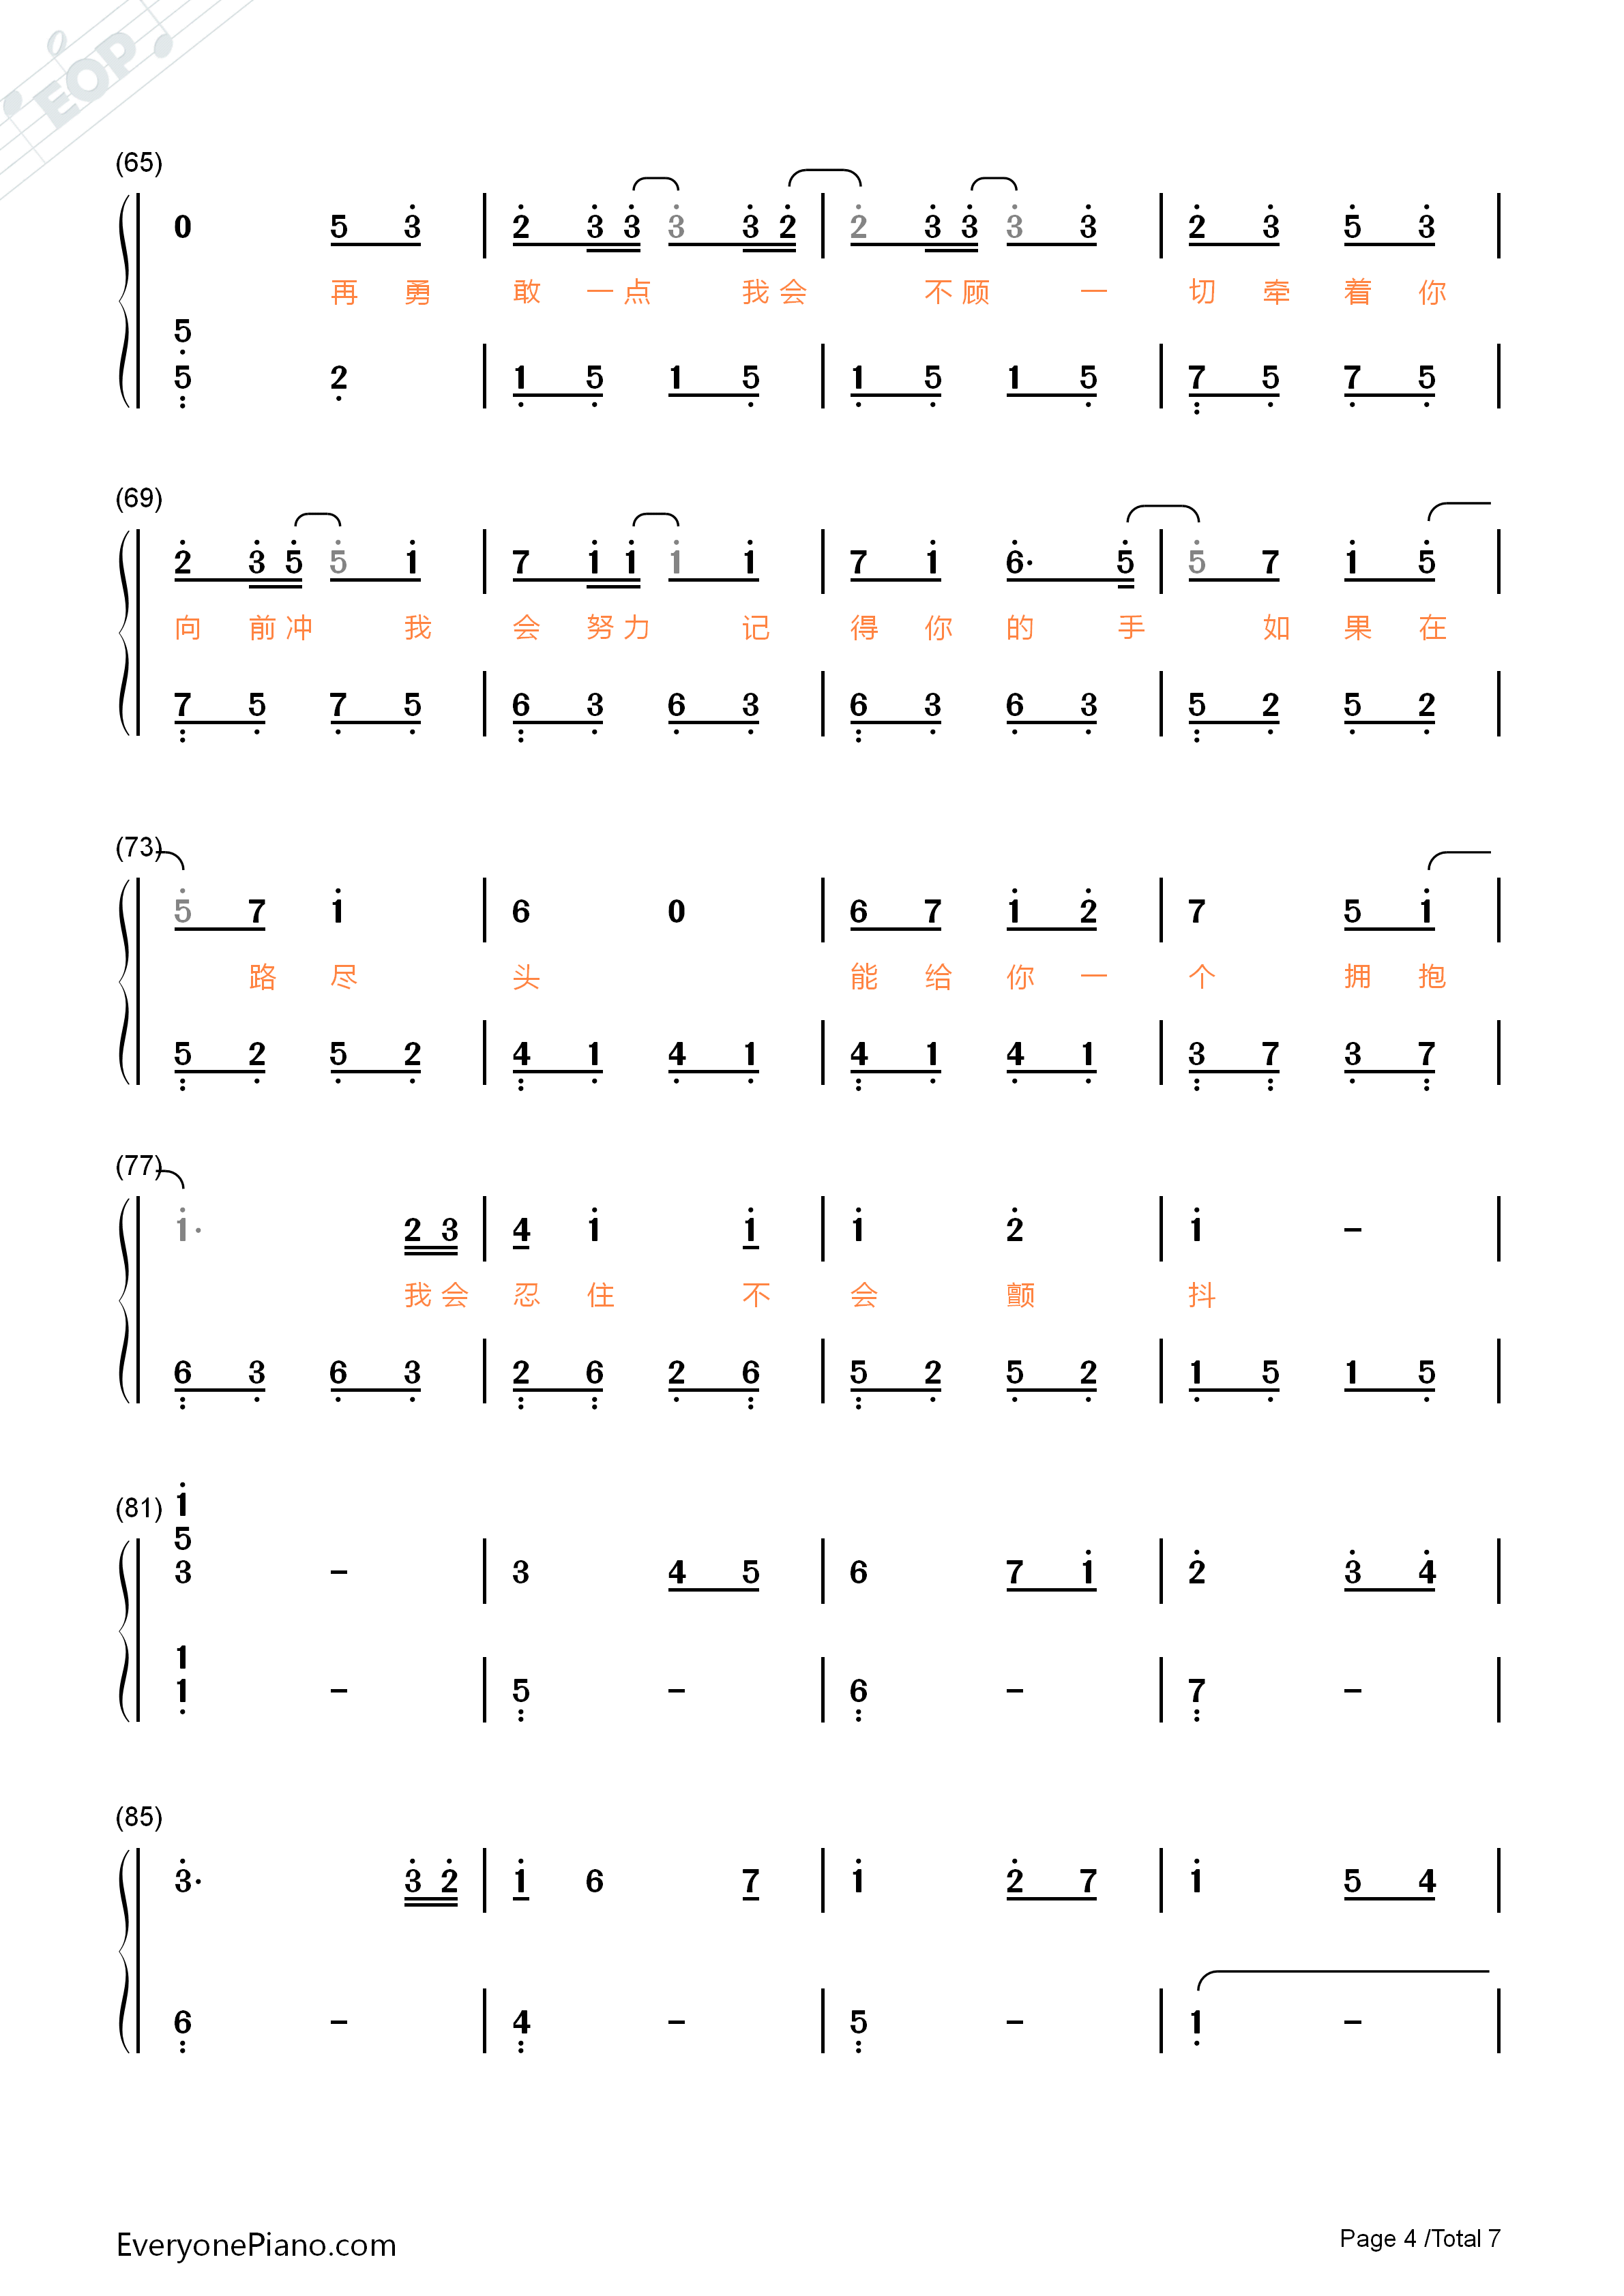 EOP
(65)
0 5 3̇ | 2̇ 3̇ 3̇ 3̇ 3̇ 2̇ | 2̇ 3̇ 3̇ 3̇ 3̇ | 2̇ 3̇ 5̇ 3̇ |
再 勇 敢 一 点 我 会 不 顾 一 切 牵 着 你
5̣
5̣̣ 2̣ | 1̣ 5̣ 1 5̣ | 1̣ 5̣ 1 5̣ | 7̣̣ 5̣ 7̣ 5̣ |
(69)
2̇ 3̇ 5̇ 5̇ 1̇ | 7 1̇ 1̇ 1̇ 1̇ | 7 1̇ 6̇· 5̇ | 5̇ 7 1̇ 5̇
向 前 冲 我 会 努 力 记 得 你 的 手 如 果 在
7̣̣ 5̣ 7̣ 5̣ | 6̣̣ 3̣ 6̣ 3̣ | 6̣̣ 3̣ 6̣ 3̣ | 5̣̣ 2̣ 5̣ 2̣ |
(73)
5̇ 7 1̇ | 6 0 | 6 7 1̇ 2̇ | 7 5 1̇ |
路 尽 头 能 给 你 一 个 拥 抱
5̣̣ 2̣ 5̣ 2̣ | 4̣̣ 1̣ 4̣ 1̣ | 4̣̣ 1̣ 4̣ 1̣ | 3̣̣ 7̣̣ 3̣ 7̣̣ |
(77)
1̇· 2 3 | 4 1̇ 1̇ | 1̇ 2̇ | 1̇ – |
我 会 忍 住 不 会 颤 抖
6̣̣ 3̣ 6̣ 3̣ | 2̣̣ 6̣̣ 2̣ 6̣̣ | 5̣̣ 2̣ 5̣ 2̣ | 1̣ 5̣ 1 5̣ |
(81)
1̇
5
3 – | 3 4 5 | 6 7 1̇ | 2̇ 3̇ 4̇ |
1
1̣ – | 5̣̣ – | 6̣̣ – | 7̣̣ – |
(85)
3̇· 3̇ 2̇ | 1̇ 6 7 | 1̇ 2̇ 7 | 1̇ 5 4 |
6̣̣ – | 4̣̣ – | 5̣̣ – | 1̣ – |
EveryonePiano.com
Page 4 /Total 7